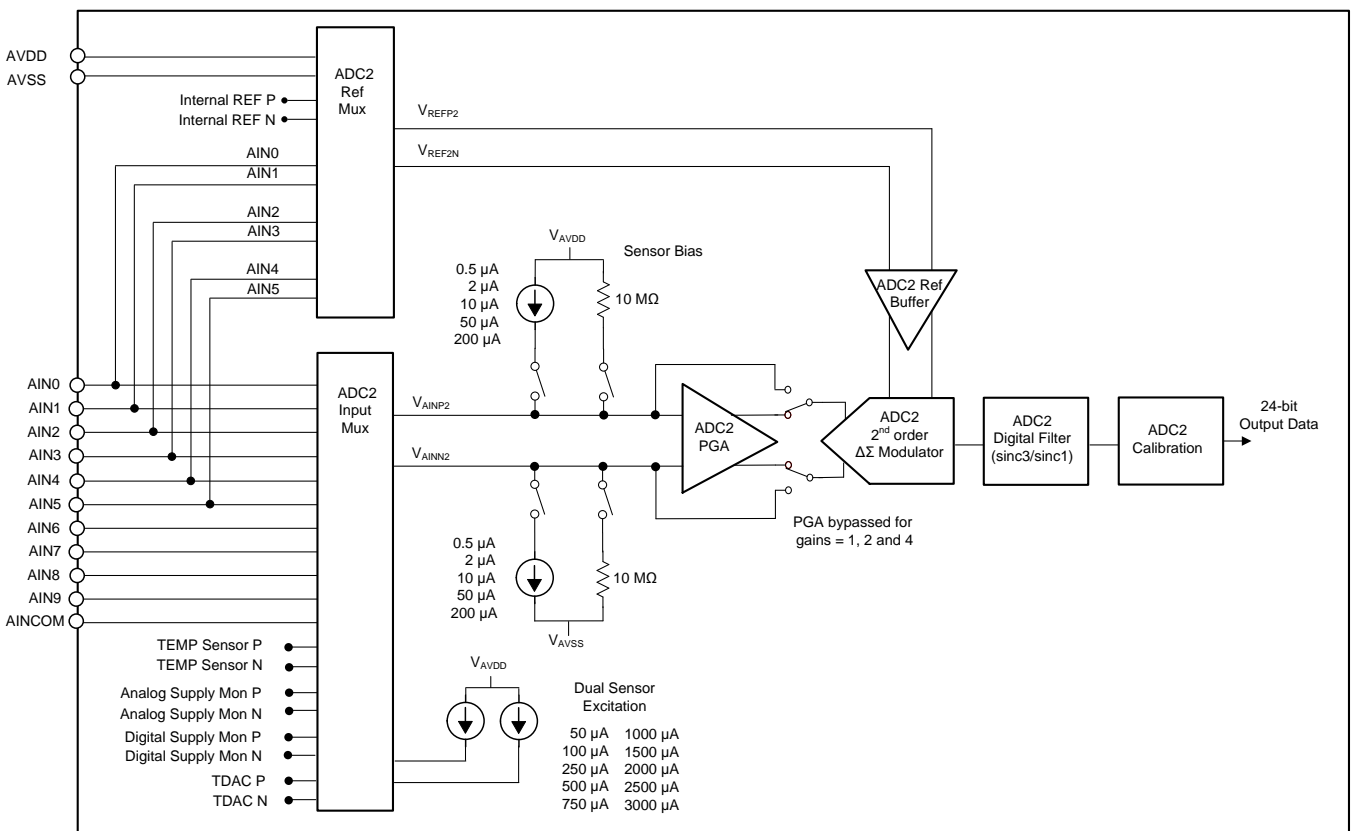 AVDD
AVSS
Internal REF P
Internal REF N
AIN0
AIN1
AIN2
AIN3
AIN4
AIN5
ADC2
Ref
Mux
VREFP2
VREF2N
VAVDD
Sensor Bias
0.5 µA
2 µA
10 µA
50 µA
200 µA
10 MΩ
ADC2 Ref
Buffer
AIN0
AIN1
AIN2
AIN3
AIN4
AIN5
AIN6
AIN7
AIN8
AIN9
AINCOM
ADC2
Input
Mux
VAINP2
VAINN2
ADC2
PGA
ADC2
2nd order
ΔΣ Modulator
ADC2
Digital Filter
(sinc3/sinc1)
ADC2
Calibration
24-bit
Output Data
PGA bypassed for
gains = 1, 2 and 4
0.5 µA
2 µA
10 µA
50 µA
200 µA
10 MΩ
VAVSS
TEMP Sensor P
TEMP Sensor N
Analog Supply Mon P
Analog Supply Mon N
Digital Supply Mon P
Digital Supply Mon N
TDAC P
TDAC N
VAVDD
Dual Sensor
Excitation
50 µA 1000 µA
100 µA 1500 µA
250 µA 2000 µA
500 µA 2500 µA
750 µA 3000 µA